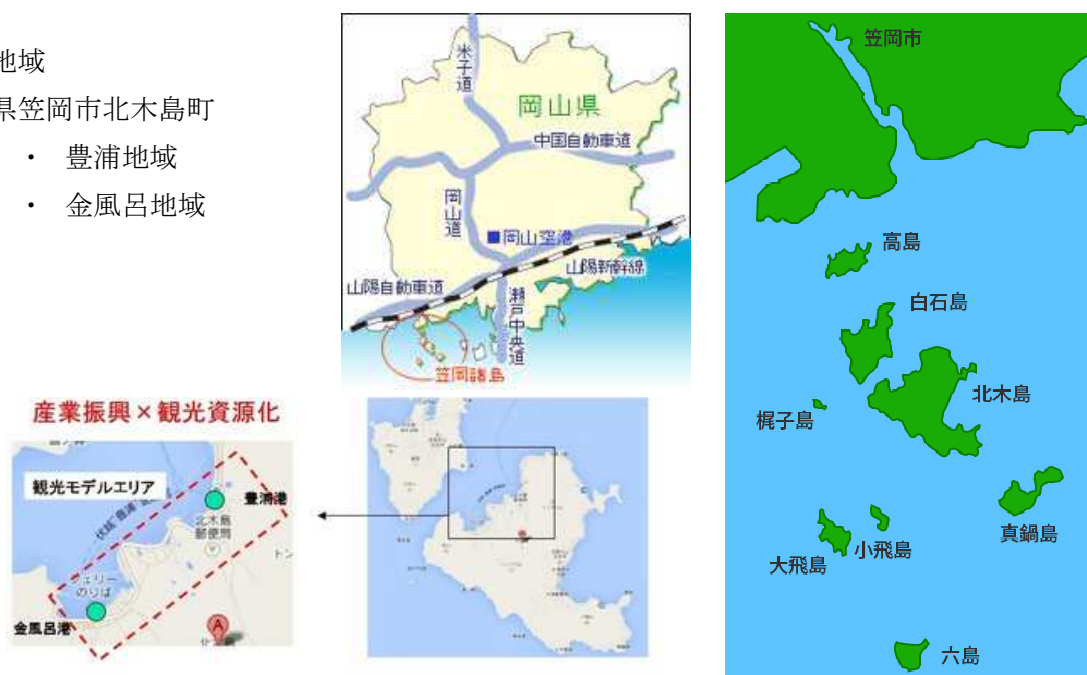 地域
県笠岡市北木島町
・ 豊浦地域
・ 金風呂地域
米子道
岡山県
中国自動車道
岡山道
岡山空港
山陽新幹線
山陽自動車道
瀬戸中央道
笠岡諸島
笠岡市
高島
白石島
北木島
梶子島
真鍋島
小飛島
大飛島
六島
産業振興×観光資源化
観光モデルエリア
豊浦港
北木島
郵便局
フェリー
のりば
金風呂港
A